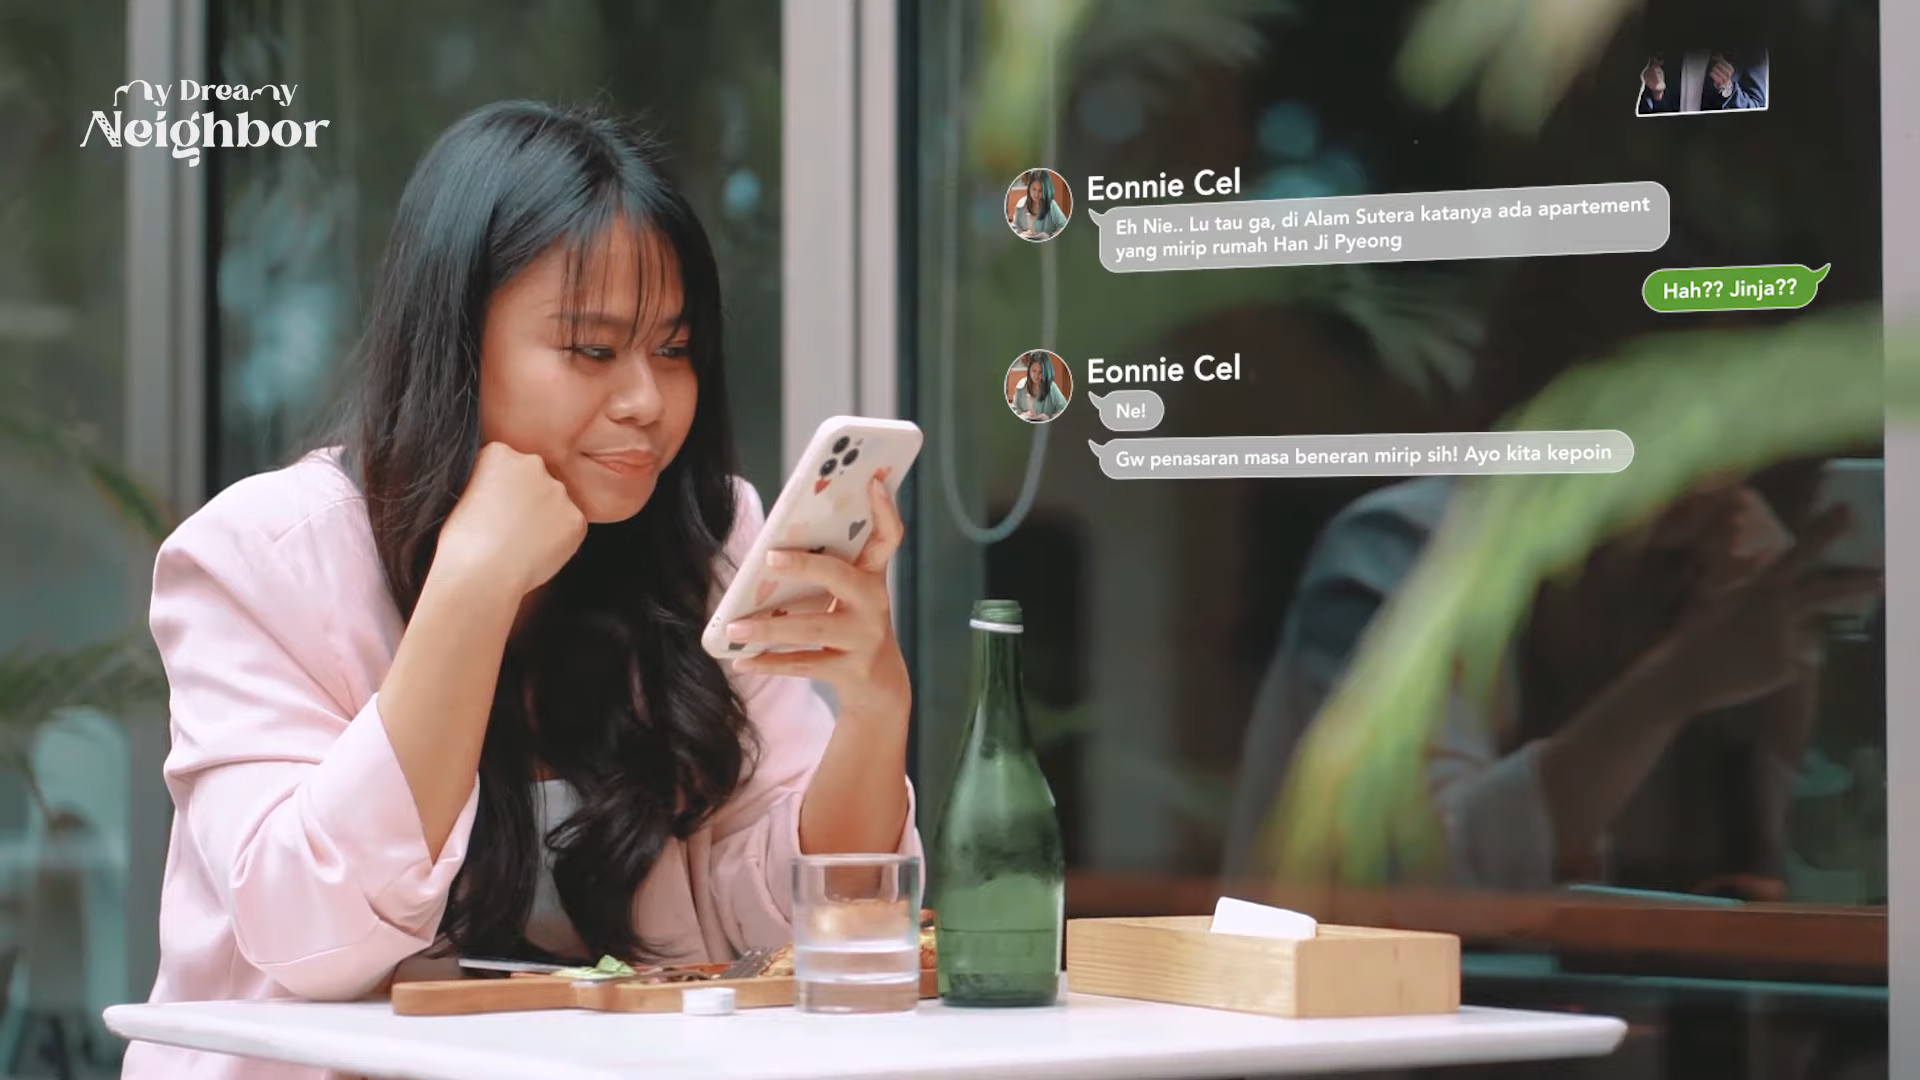 My Dreamy
Neighbor
Eonnie Cel
Eh Nie.. Lu tau ga, di Alam Sutera katanya ada apartement
yang mirip rumah Han Ji Pyeong
Hah?? Jinja??
Eonnie Cel
Ne!
Gw penasaran masa beneran mirip sih! Ayo kita kepoin